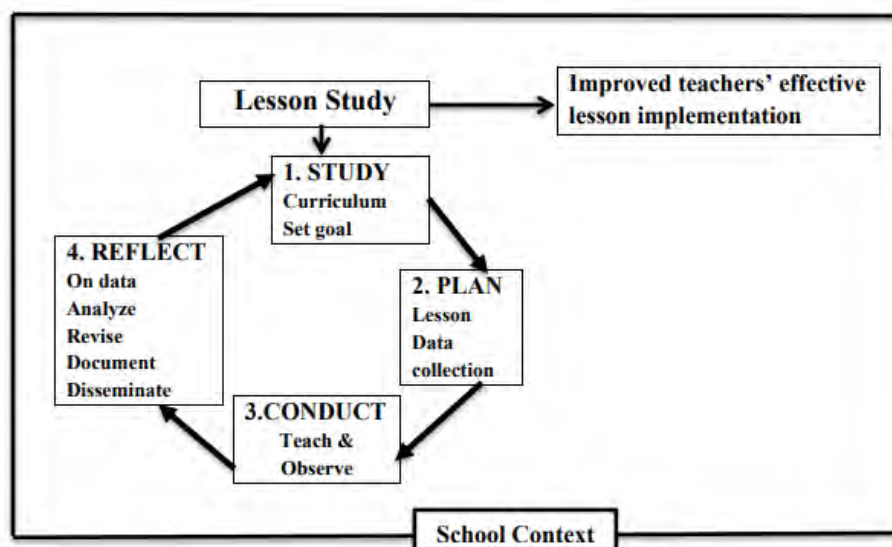 Lesson Study
Improved teachers' effective
lesson implementation
1. STUDY
Curriculum
Set goal
2. PLAN
Lesson
Data
collection
3.CONDUCT
Teach &
Observe
4. REFLECT
On data
Analyze
Revise
Document
Disseminate
School Context